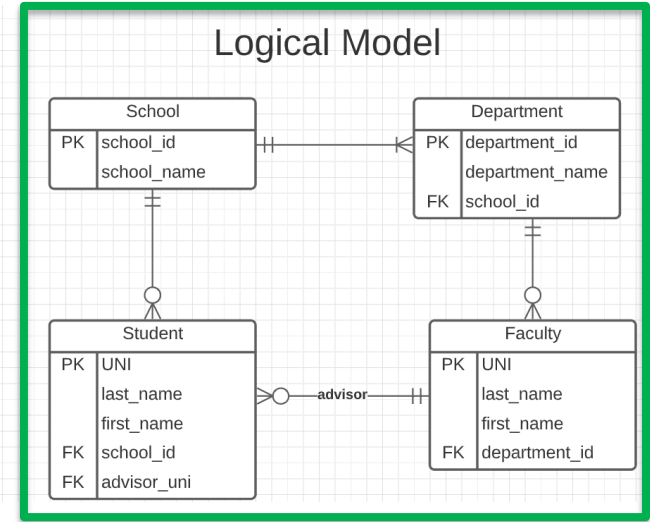 Logical Model
School
PK school_id
school_name
Department
PK department_id
department_name
FK school_id
Student
PK UNI
last_name
first_name
FK school_id
FK advisor_uni
advisor
Faculty
PK UNI
last_name
first_name
FK department_id